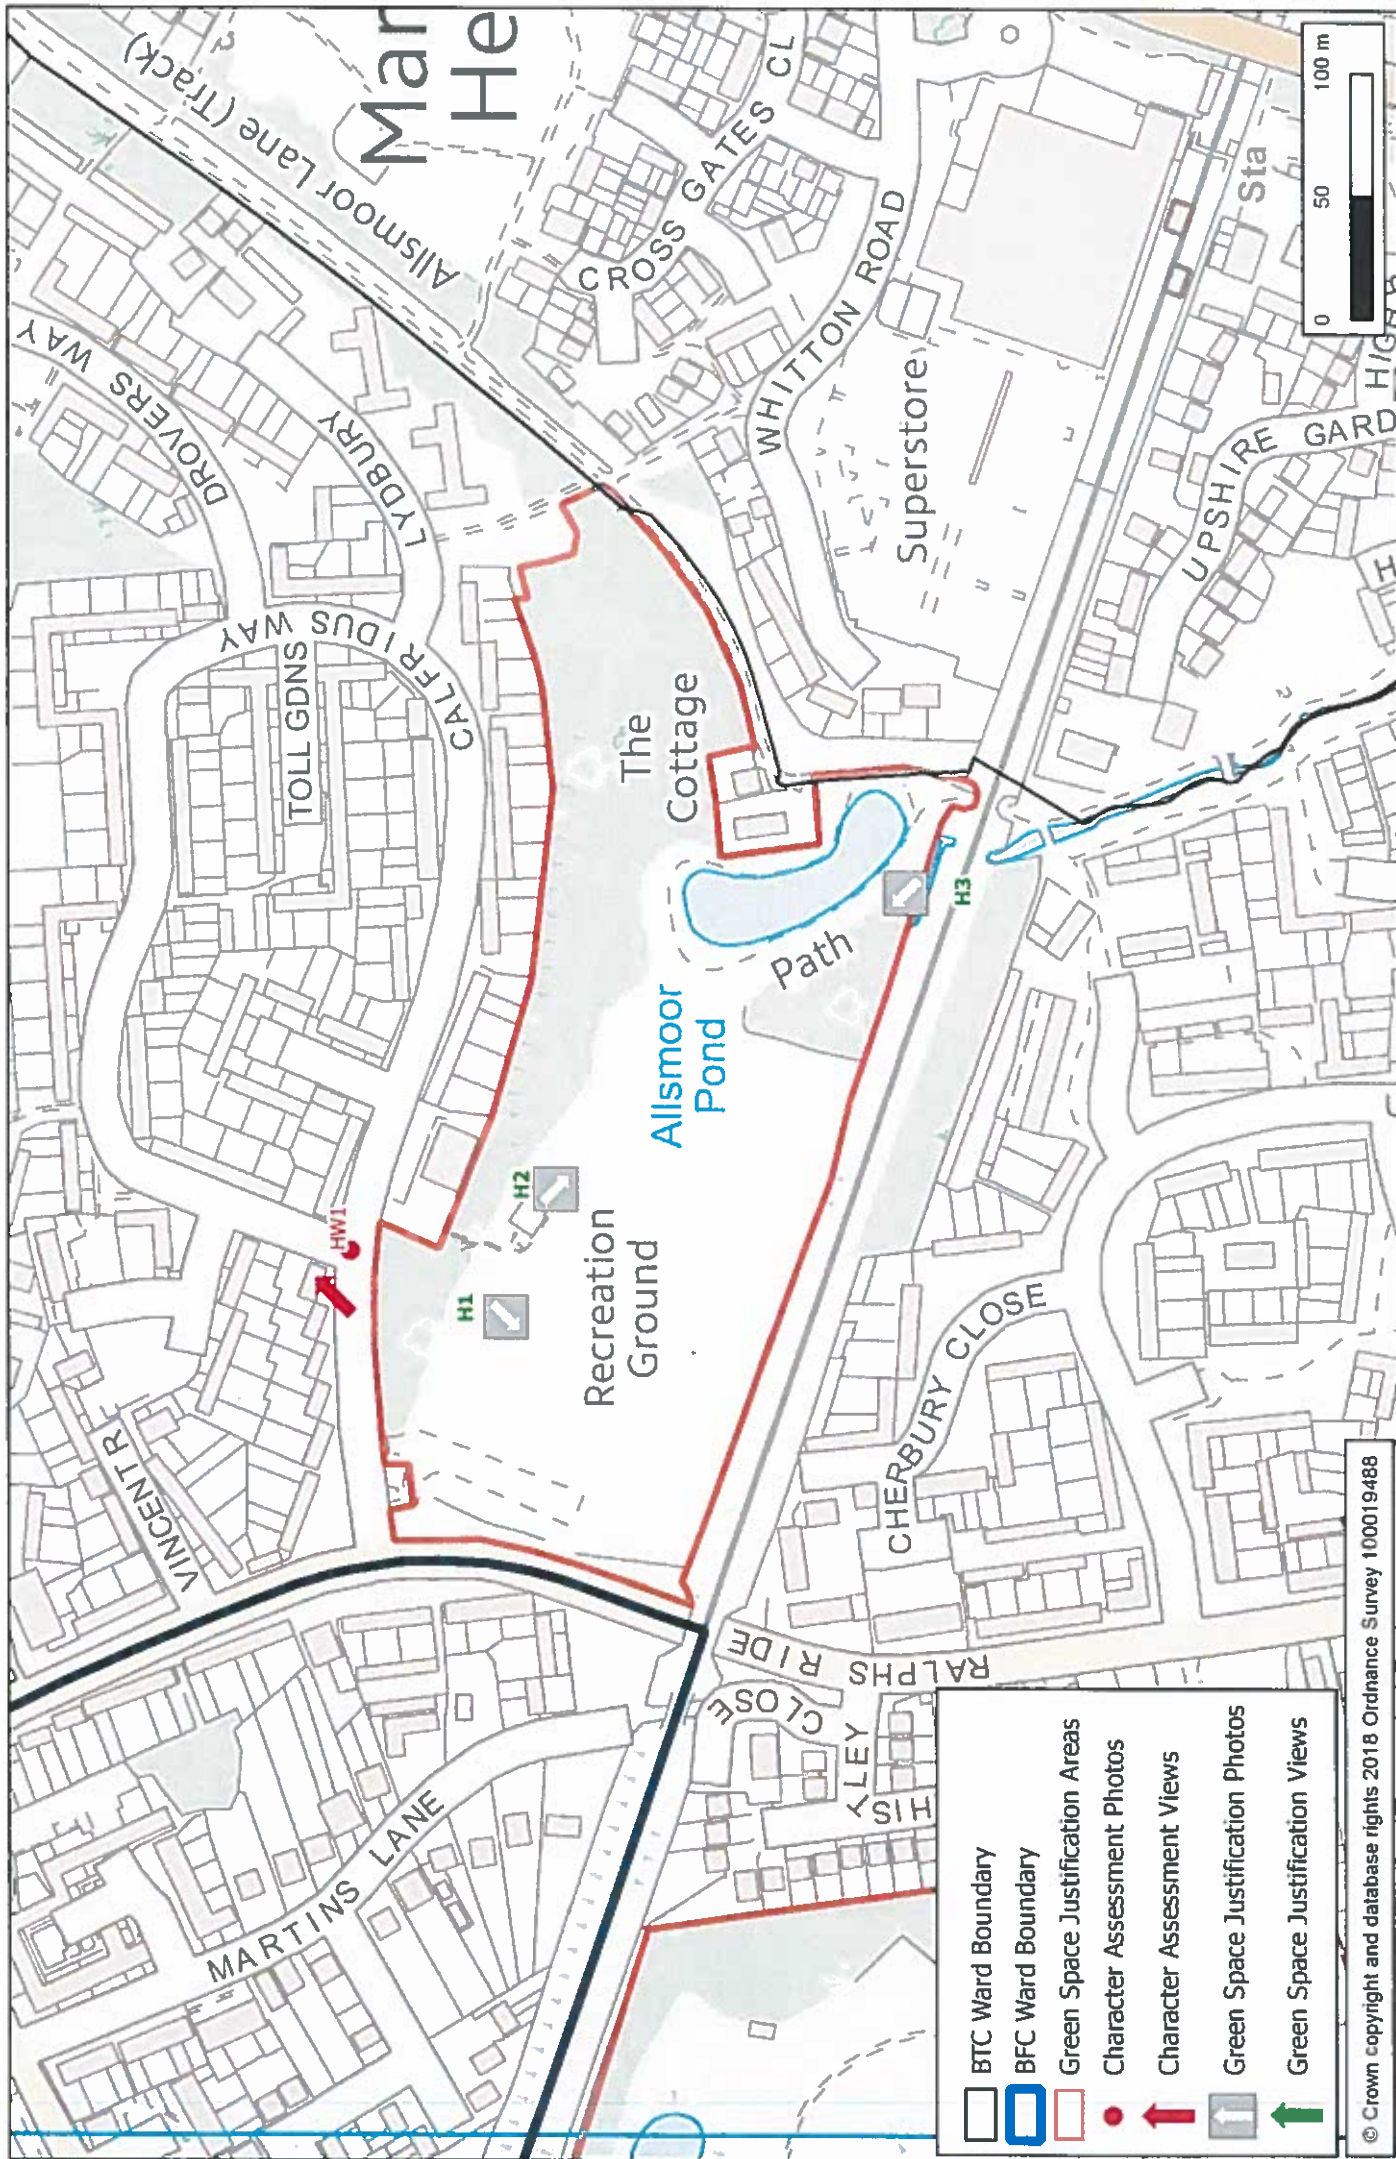 Allsmoor Lane (Track)
Mar
He
DROVERS WAY
LYDBURY
CALFRIDUS WAY
TOLL GDNS
CROSS GATES CL
WHITTON ROAD
Superstore
Sta
UPSHIRE GARD
HIGH
H
The
Cottage
Allsmoor
Pond
Path
H3
H2
H1
HW1
Recreation
Ground
VINCENT R
MARTINS LANE
CHERBURY CLOSE
RALPHS RIDE
HISYLEY CLOSE
0 50 100 m
BTC Ward Boundary
BFC Ward Boundary
Green Space Justification Areas
Character Assessment Photos
Character Assessment Views
Green Space Justification Photos
Green Space Justification Views
© Crown copyright and database rights 2018 Ordnance Survey 100019488